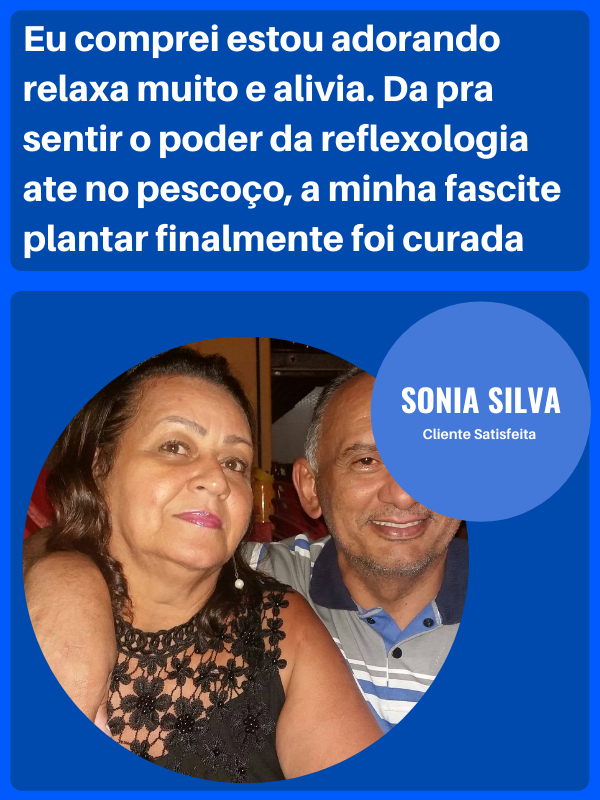 Eu comprei estou adorando
relaxa muito e alivia. Da pra
sentir o poder da reflexologia
ate no pescoço, a minha fascite
plantar finalmente foi curada
SONIA SILVA
Cliente Satisfeita